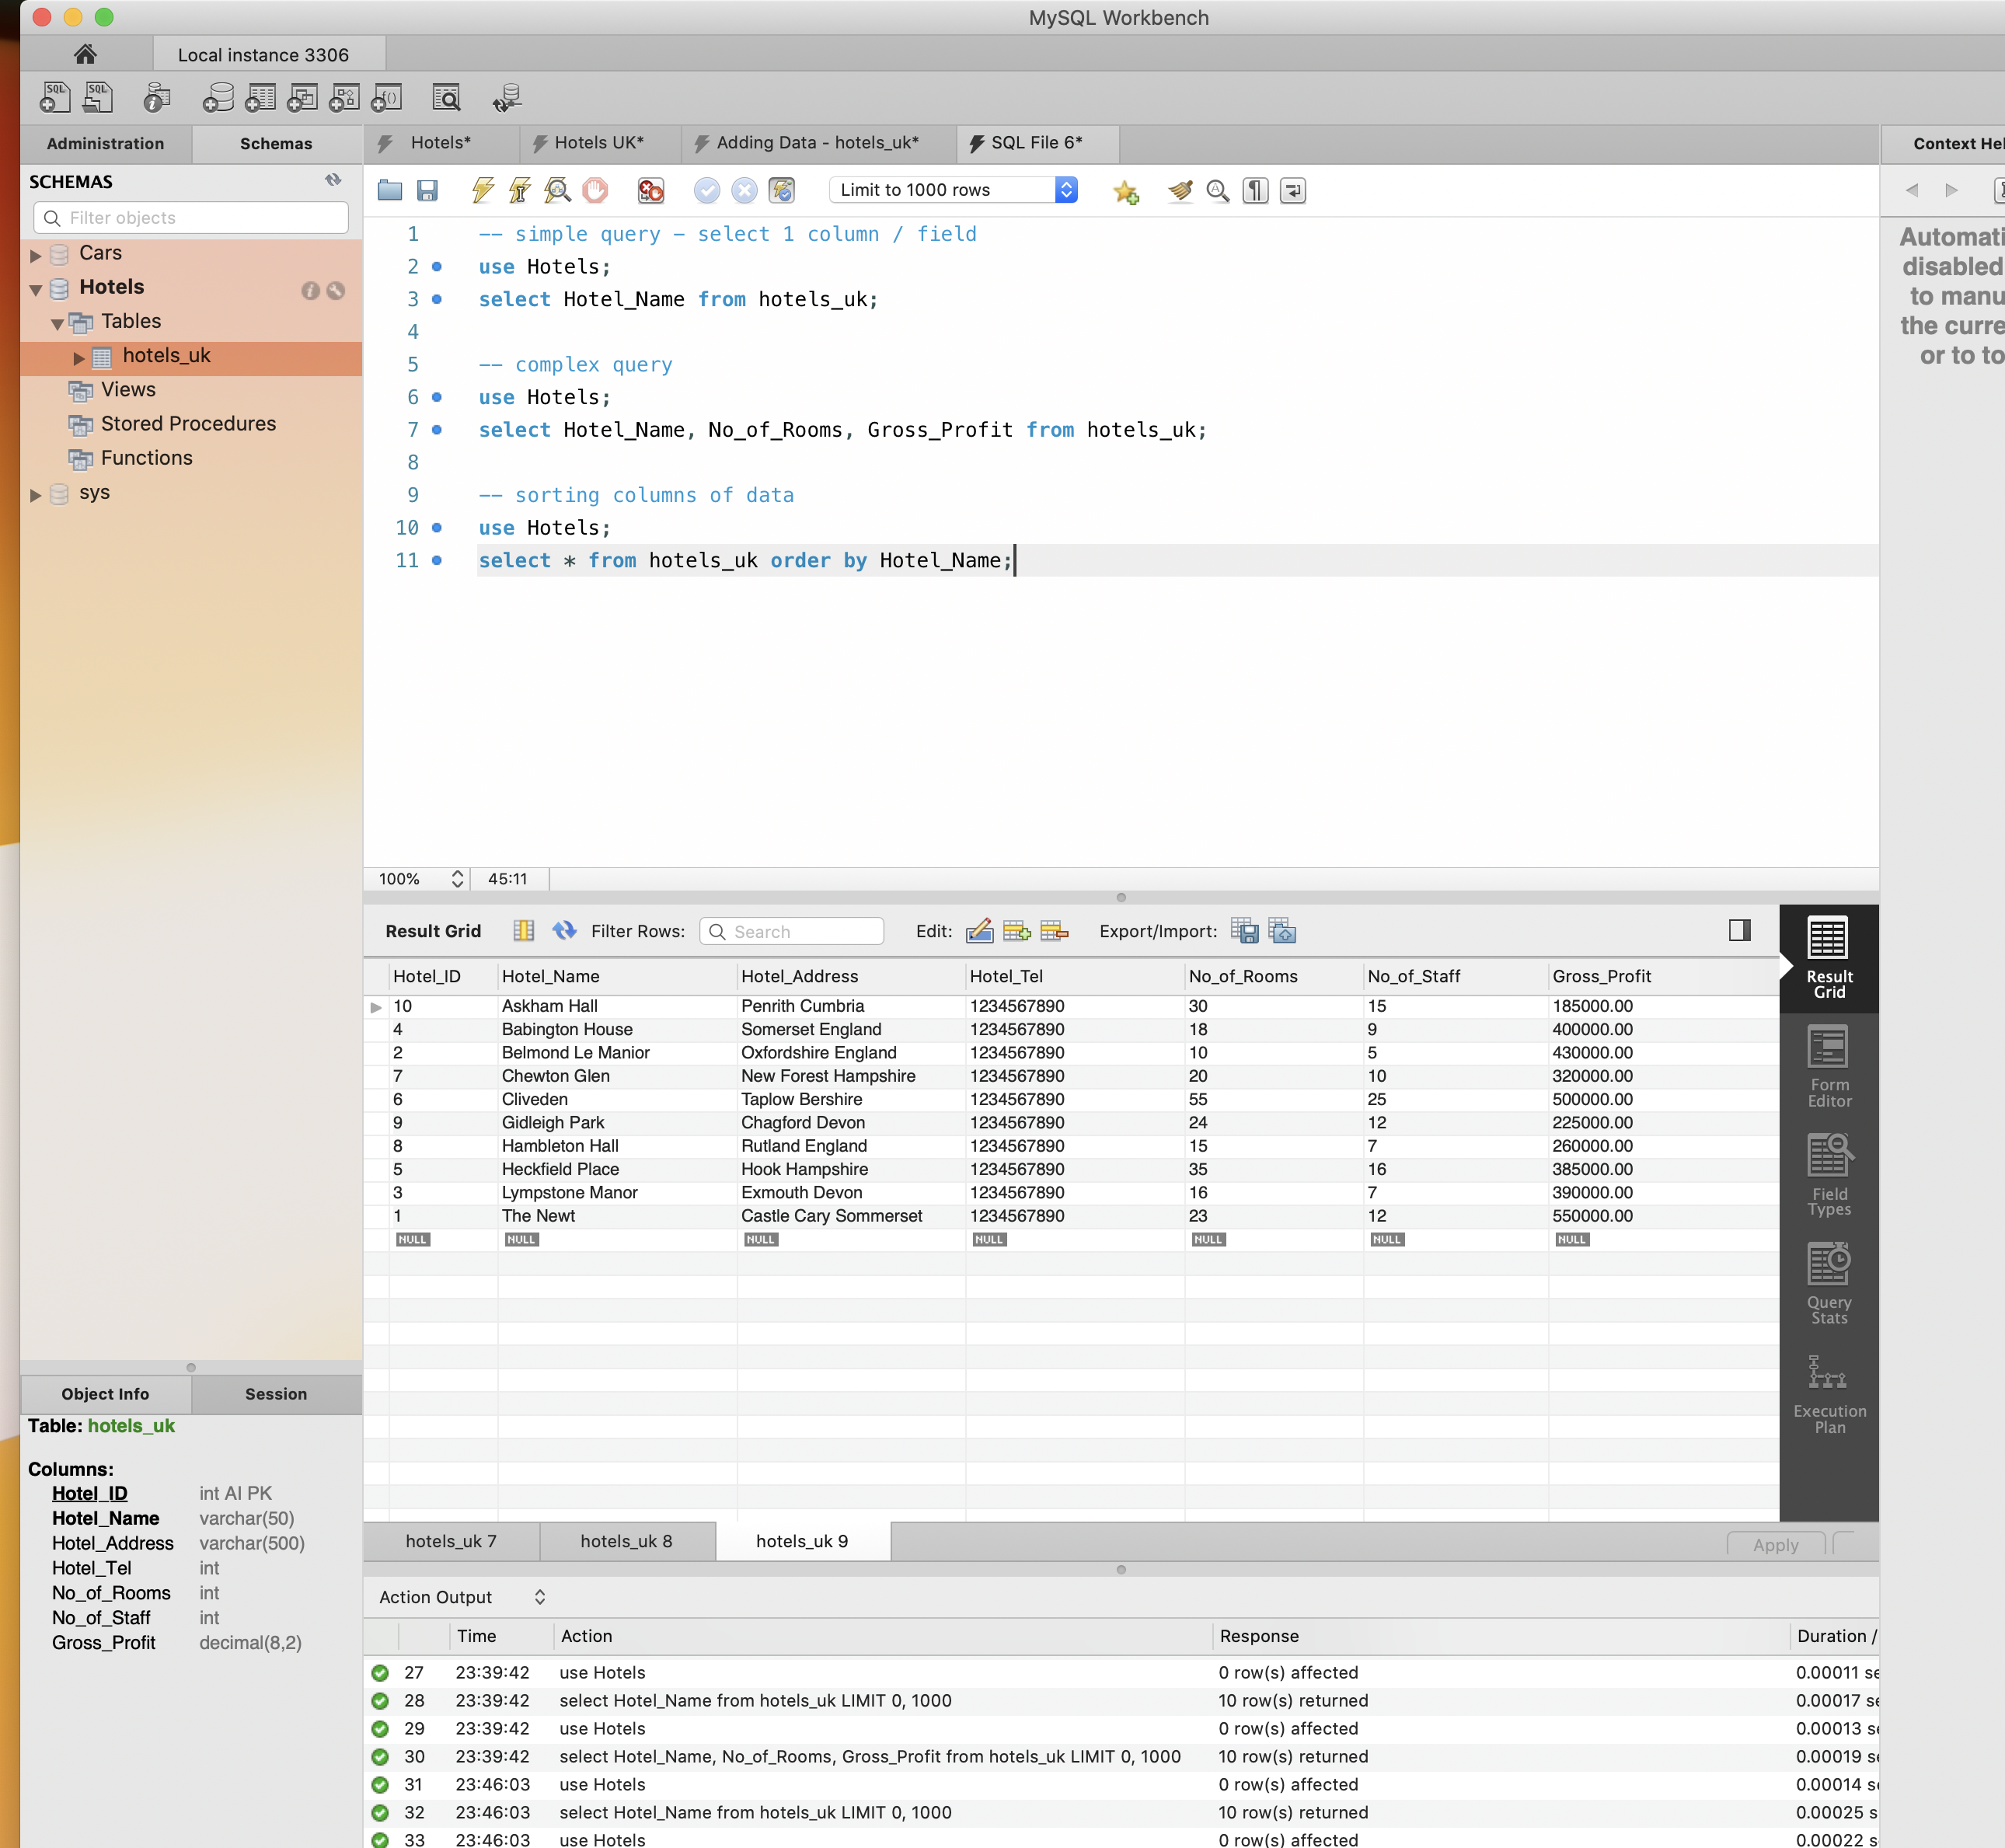 MySQL Workbench
Local instance 3306
Administration
Schemas
Hotels*
Hotels UK*
Adding Data - hotels_uk*
SQL File 6*
Context Hel
SCHEMAS
Filter objects
Cars
Hotels
Tables
hotels_uk
Views
Stored Procedures
Functions
sys
Limit to 1000 rows
1 -- simple query - select 1 column / field
2 use Hotels;
3 select Hotel_Name from hotels_uk;
4
5 -- complex query
6 use Hotels;
7 select Hotel_Name, No_of_Rooms, Gross_Profit from hotels_uk;
8
9 -- sorting columns of data
10 use Hotels;
11 select * from hotels_uk order by Hotel_Name;
Automati
disabled
to manu
the curre
or to to
100% 45:11
Result Grid Filter Rows: Search Edit: Export/Import:
Hotel_ID Hotel_Name Hotel_Address Hotel_Tel No_of_Rooms No_of_Staff Gross_Profit
10 Askham Hall Penrith Cumbria 1234567890 30 15 185000.00
4 Babington House Somerset England 1234567890 18 9 400000.00
2 Belmond Le Manior Oxfordshire England 1234567890 10 5 430000.00
7 Chewton Glen New Forest Hampshire 1234567890 20 10 320000.00
6 Cliveden Taplow Bershire 1234567890 55 25 500000.00
9 Gidleigh Park Chagford Devon 1234567890 24 12 225000.00
8 Hambleton Hall Rutland England 1234567890 15 7 260000.00
5 Heckfield Place Hook Hampshire 1234567890 35 16 385000.00
3 Lympstone Manor Exmouth Devon 1234567890 16 7 390000.00
1 The Newt Castle Cary Sommerset 1234567890 23 12 550000.00
NULL NULL NULL NULL NULL NULL NULL
Result
Grid
Form
Editor
Field
Types
Query
Stats
Execution
Plan
hotels_uk 7
hotels_uk 8
hotels_uk 9
Apply
Object Info
Session
Table: hotels_uk
Columns:
Hotel_ID int AI PK
Hotel_Name varchar(50)
Hotel_Address varchar(500)
Hotel_Tel int
No_of_Rooms int
No_of_Staff int
Gross_Profit decimal(8,2)
Action Output
Time Action Response Duration /
27 23:39:42 use Hotels 0 row(s) affected 0.00011 se
28 23:39:42 select Hotel_Name from hotels_uk LIMIT 0, 1000 10 row(s) returned 0.00017 se
29 23:39:42 use Hotels 0 row(s) affected 0.00013 se
30 23:39:42 select Hotel_Name, No_of_Rooms, Gross_Profit from hotels_uk LIMIT 0, 1000 10 row(s) returned 0.00019 se
31 23:46:03 use Hotels 0 row(s) affected 0.00014 se
32 23:46:03 select Hotel_Name from hotels_uk LIMIT 0, 1000 10 row(s) returned 0.00025 s
33 23:46:03 use Hotels 0 row(s) affected 0.00022 se